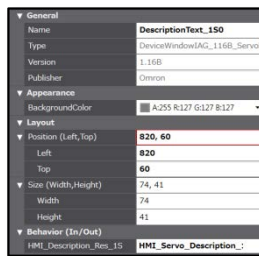 General
Name DescriptionText_1S0
Type DeviceWindowIAG_116B_Servo
Version 1.16B
Publisher Omron
Appearance
BackgroundColor A:255 R:127 G:127 B:127
Layout
Position (Left,Top) 820, 60
Left 820
Top 60
Size (Width,Height) 74, 41
Width 74
Height 41
Behavior (In/Out)
HMI_Description_Res_1S HMI_Servo_Description_: